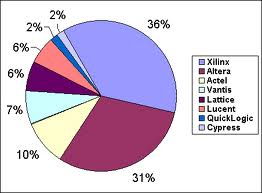 2%
2%
36%
6%
6%
7%
10%
31%
Xilinx
Altera
Actel
Vantis
Lattice
Lucent
QuickLogic
Cypress